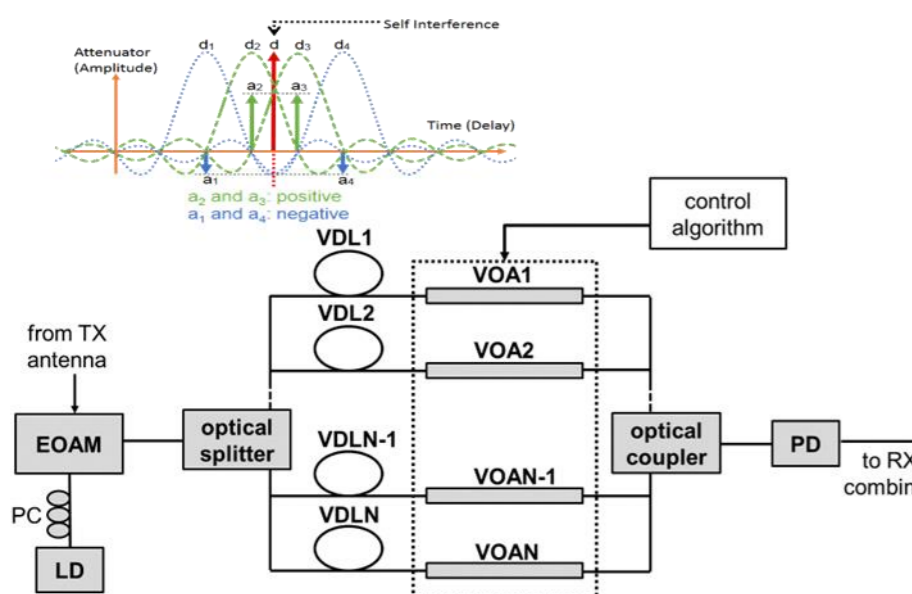 Self Interference
Attenuator
(Amplitude)
d1 d2 d d3 d4
a2 a3
Time (Delay)
a1 a4
a2 and a3: positive
a1 and a4: negative
control
algorithm
VDL1
VOA1
VDL2
VOA2
from TX
antenna
EOAM
optical
splitter
VDLN-1
VOAN-1
optical
coupler
PD
to RX
combin
PC
VDLN
VOAN
LD